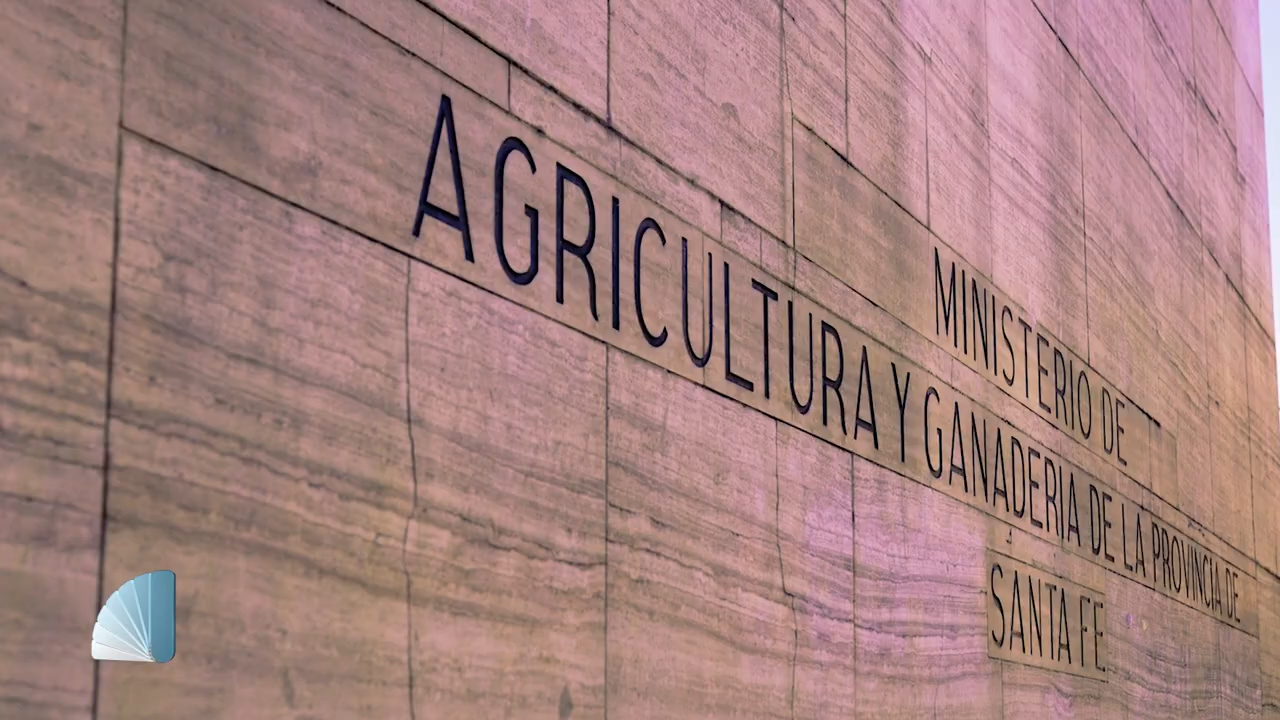 MINISTERIO DE
AGRICULTURA Y GANADERIA DE LA PROVINCIA DE
SANTA FE